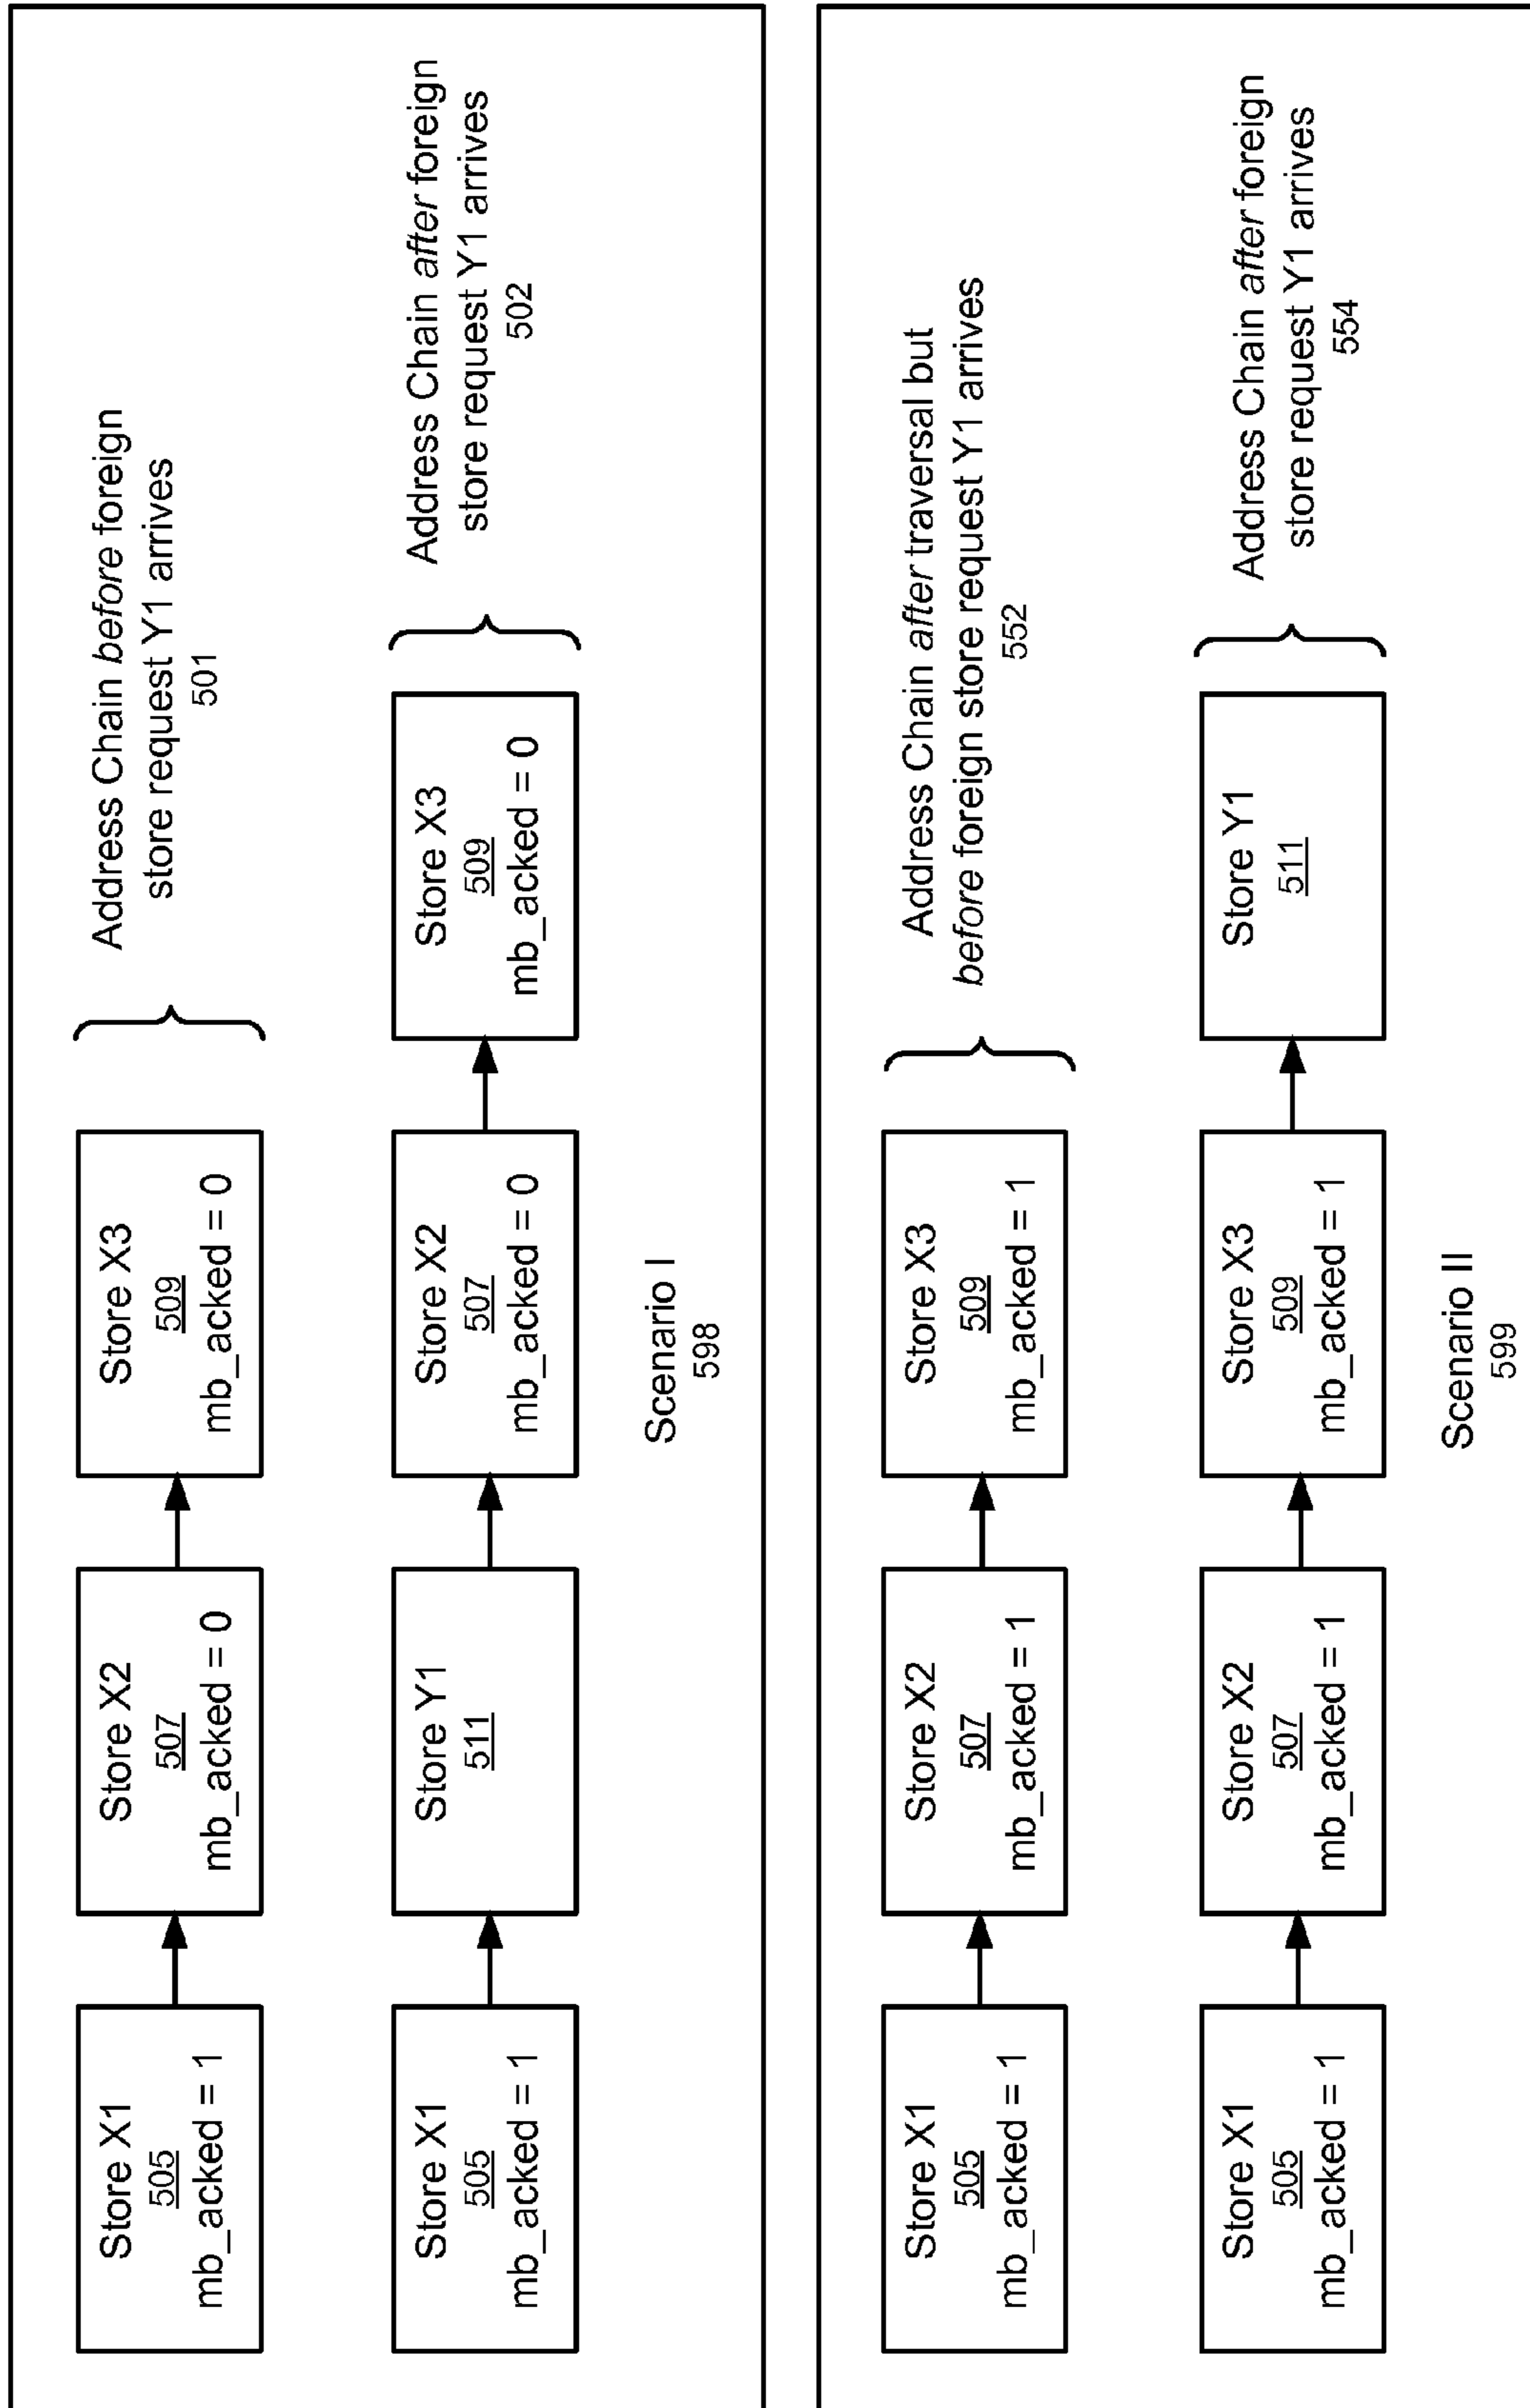 Store X1
505
mb_acked = 1
Store X2
507
mb_acked = 0
Store X3
509
mb_acked = 0
Address Chain before foreign
store request Y1 arrives
501
Store X1
505
mb_acked = 1
Store Y1
511
Store X2
507
mb_acked = 0
Store X3
509
mb_acked = 0
Address Chain after foreign
store request Y1 arrives
502
Scenario I
598
Store X1
505
mb_acked = 1
Store X2
507
mb_acked = 1
Store X3
509
mb_acked = 1
Address Chain after traversal but
before foreign store request Y1 arrives
552
Store X1
505
mb_acked = 1
Store X2
507
mb_acked = 1
Store X3
509
mb_acked = 1
Store Y1
511
Address Chain after foreign
store request Y1 arrives
554
Scenario II
599